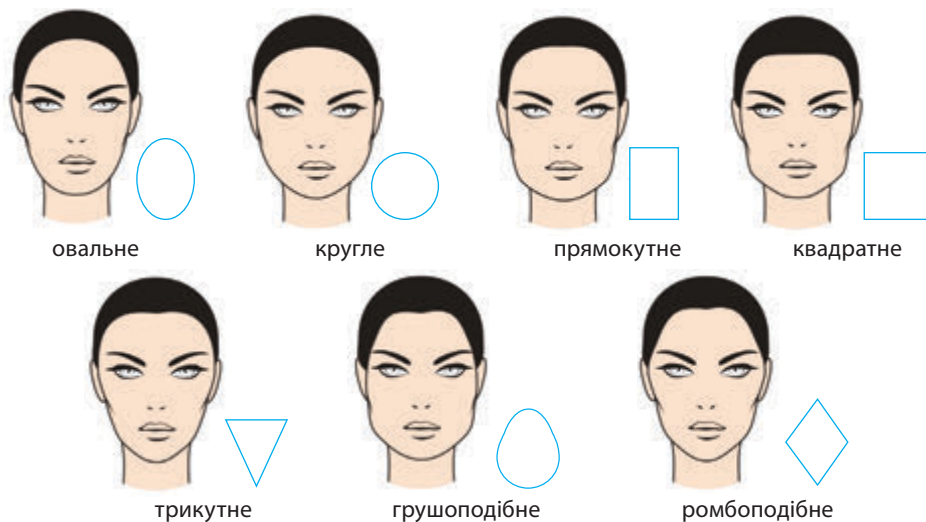 овальне
кругле
прямокутне
квадратне
трикутне
грушоподібне
ромбоподібне